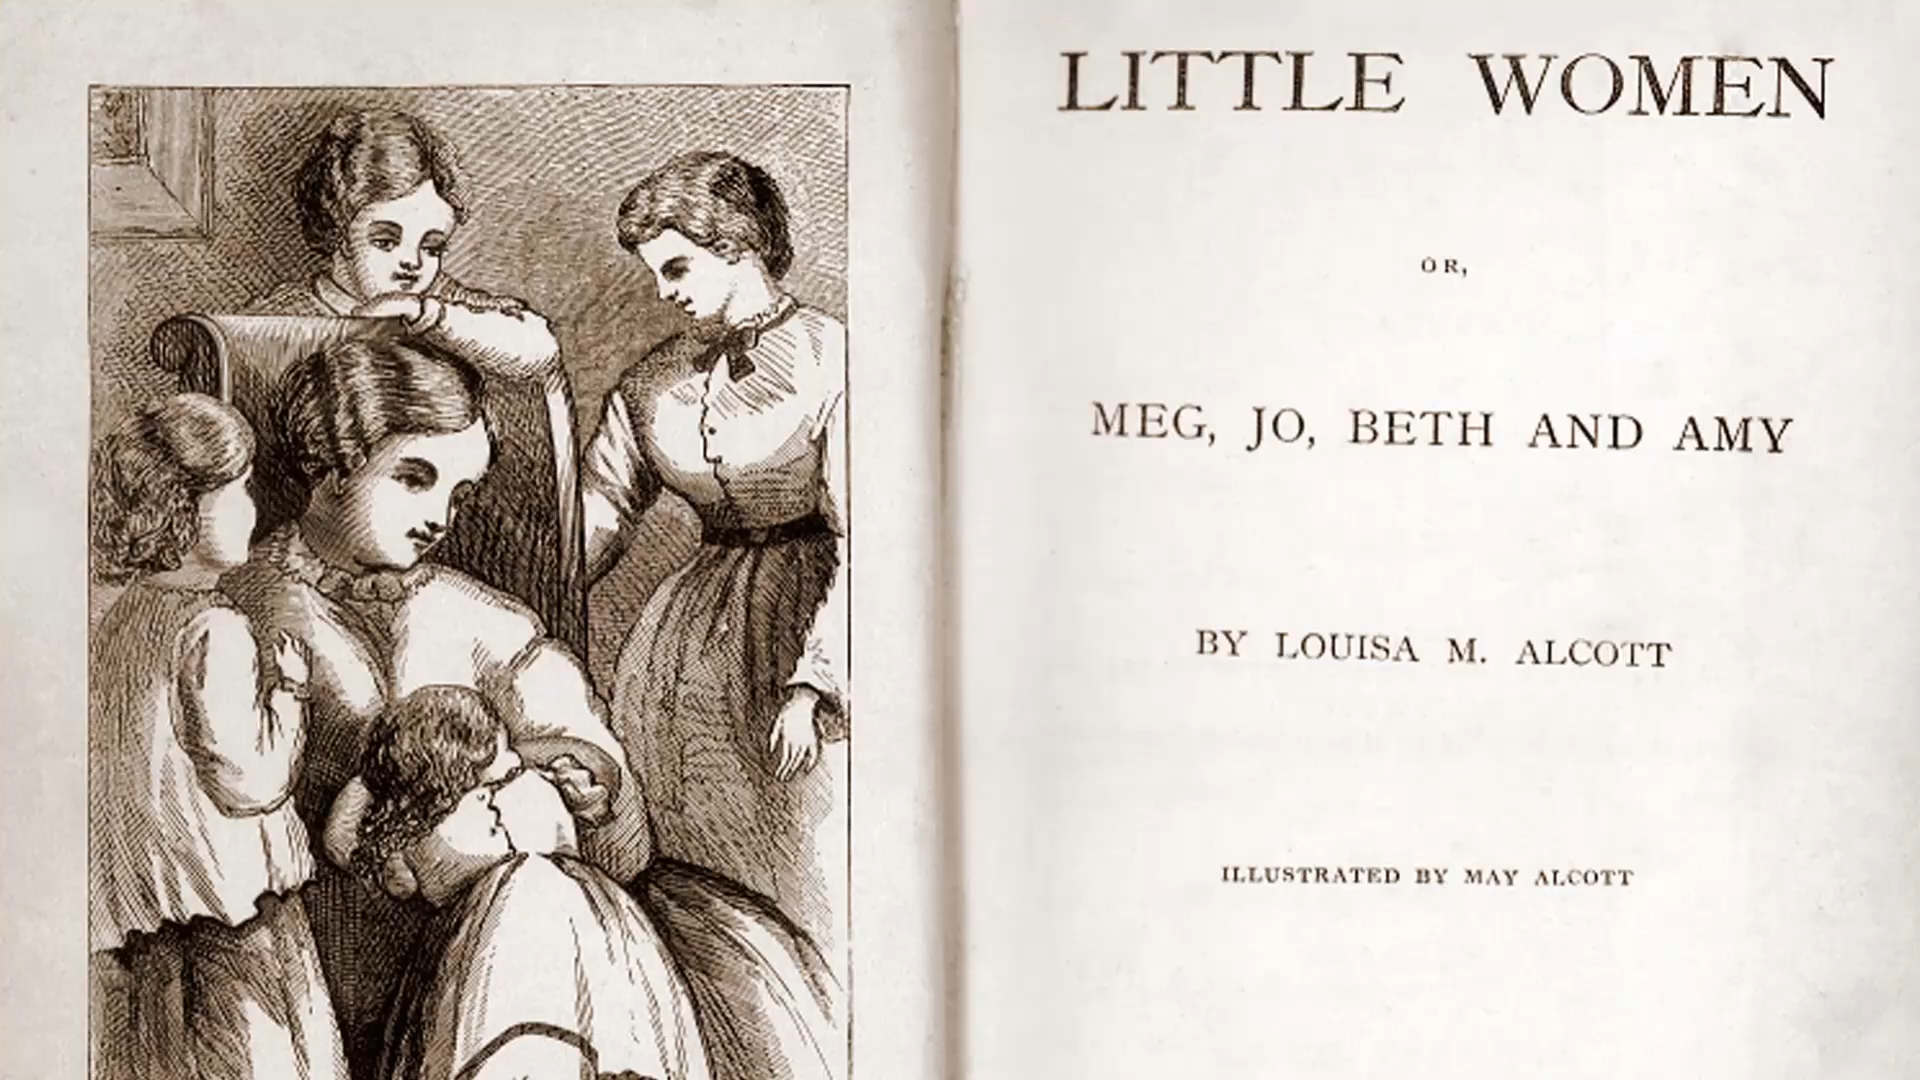 LITTLE WOMEN
OR,
MEG, JO, BETH AND AMY
BY LOUISA M. ALCOTT
ILLUSTRATED BY MAY ALCOTT